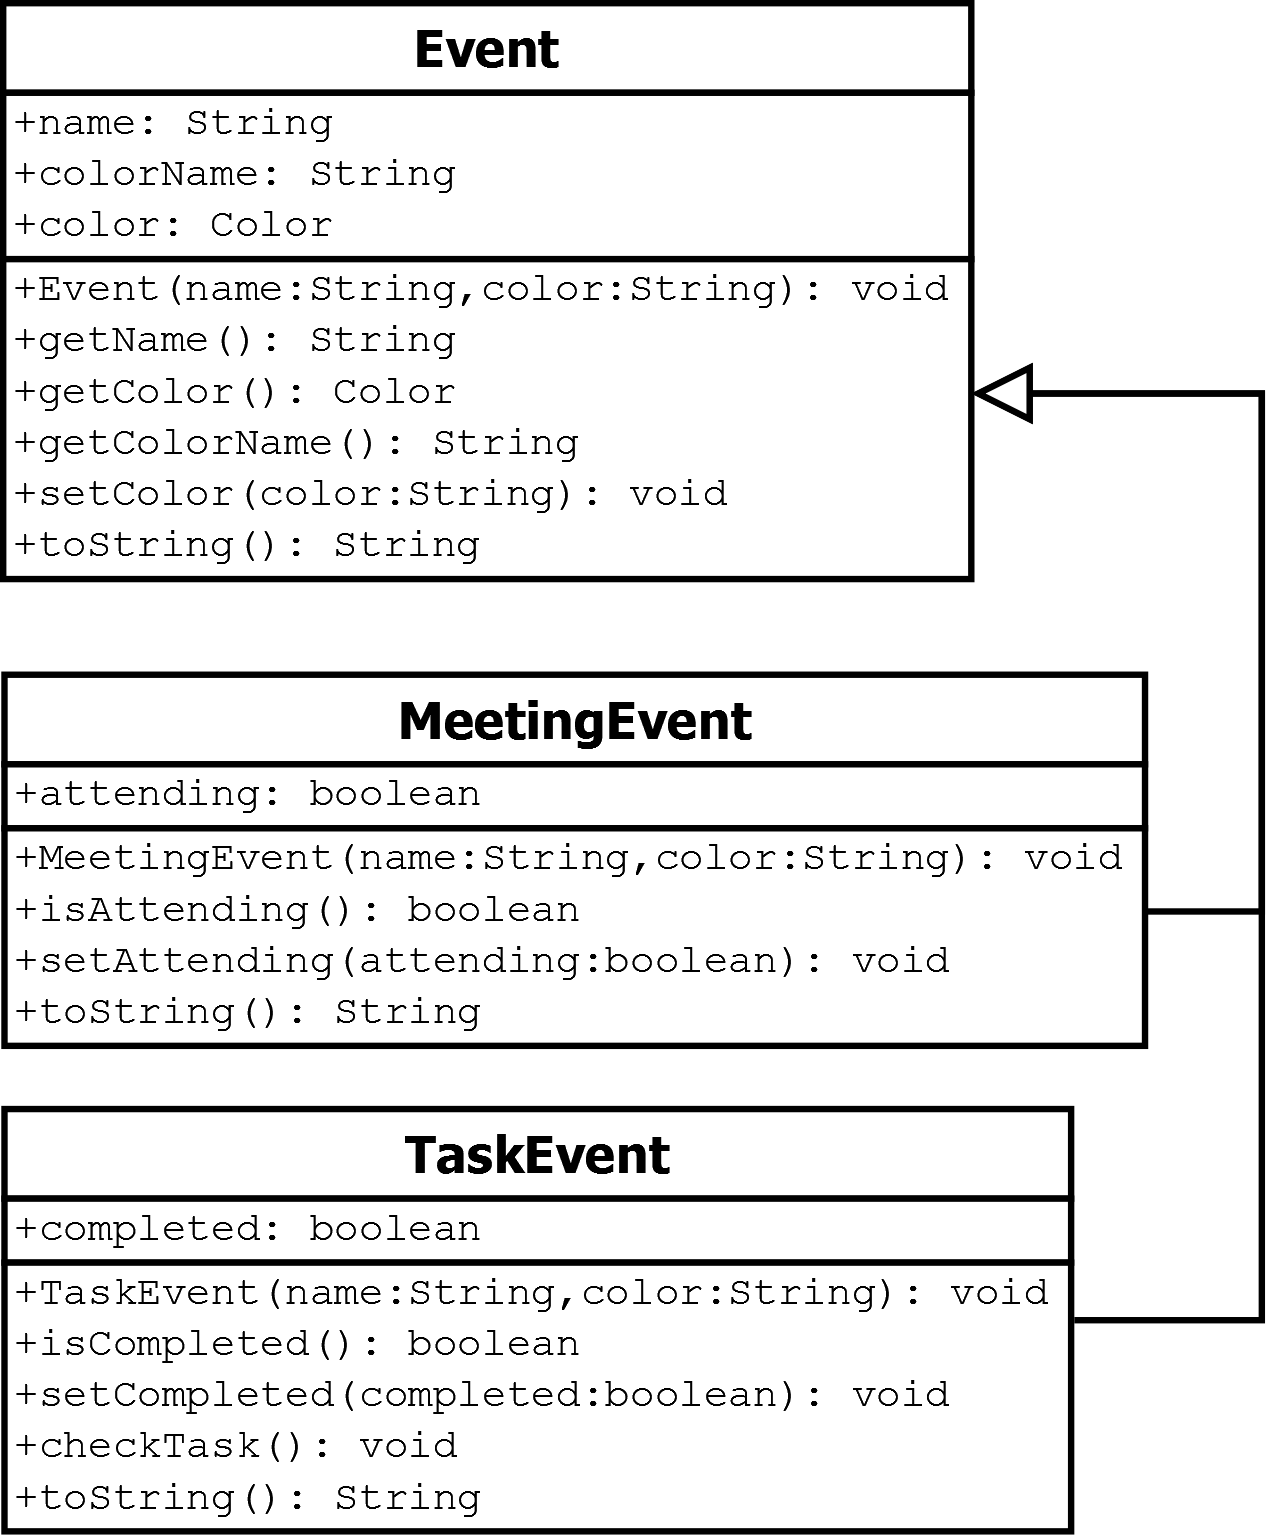 Event
+name: String
+colorName: String
+color: Color
+Event(name:String,color:String): void
+getName(): String
+getColor(): Color
+getColorName(): String
+setColor(color:String): void
+toString(): String
MeetingEvent
+attending: boolean
+MeetingEvent(name:String,color:String): void
+isAttending(): boolean
+setAttending(attending:boolean): void
+toString(): String
TaskEvent
+completed: boolean
+TaskEvent(name:String,color:String): void
+isCompleted(): boolean
+setCompleted(completed:boolean): void
+checkTask(): void
+toString(): String